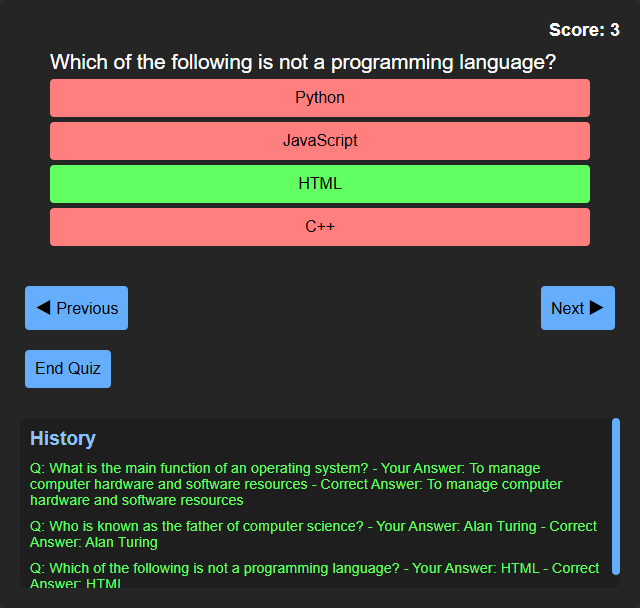 Score: 3
Which of the following is not a programming language?
Python
JavaScript
HTML
C++
◀ Previous
Next ▶
End Quiz
History
Q: What is the main function of an operating system? - Your Answer: To manage
computer hardware and software resources - Correct Answer: To manage computer
hardware and software resources
Q: Who is known as the father of computer science? - Your Answer: Alan Turing - Correct
Answer: Alan Turing
Q: Which of the following is not a programming language? - Your Answer: HTML - Correct
Answer: HTML